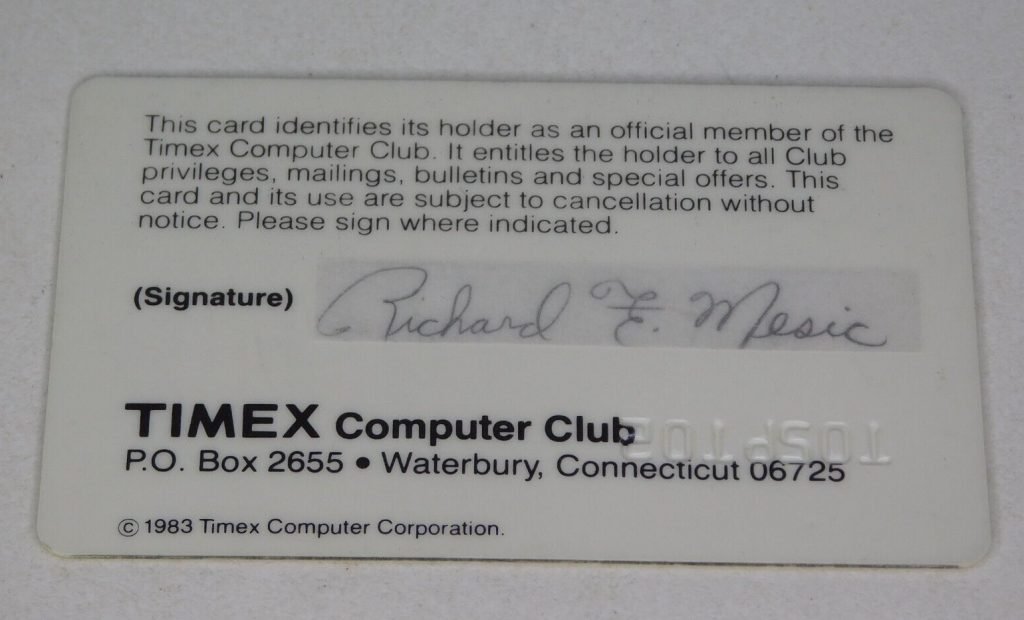 This card identifies its holder as an official member of the
Timex Computer Club. It entitles the holder to all Club
privileges, mailings, bulletins and special offers. This
card and its use are subject to cancellation without
notice. Please sign where indicated.
(Signature) Richard E. Mesic
TIMEX Computer Club
P.O. Box 2655 • Waterbury, Connecticut 06725
© 1983 Timex Computer Corporation.